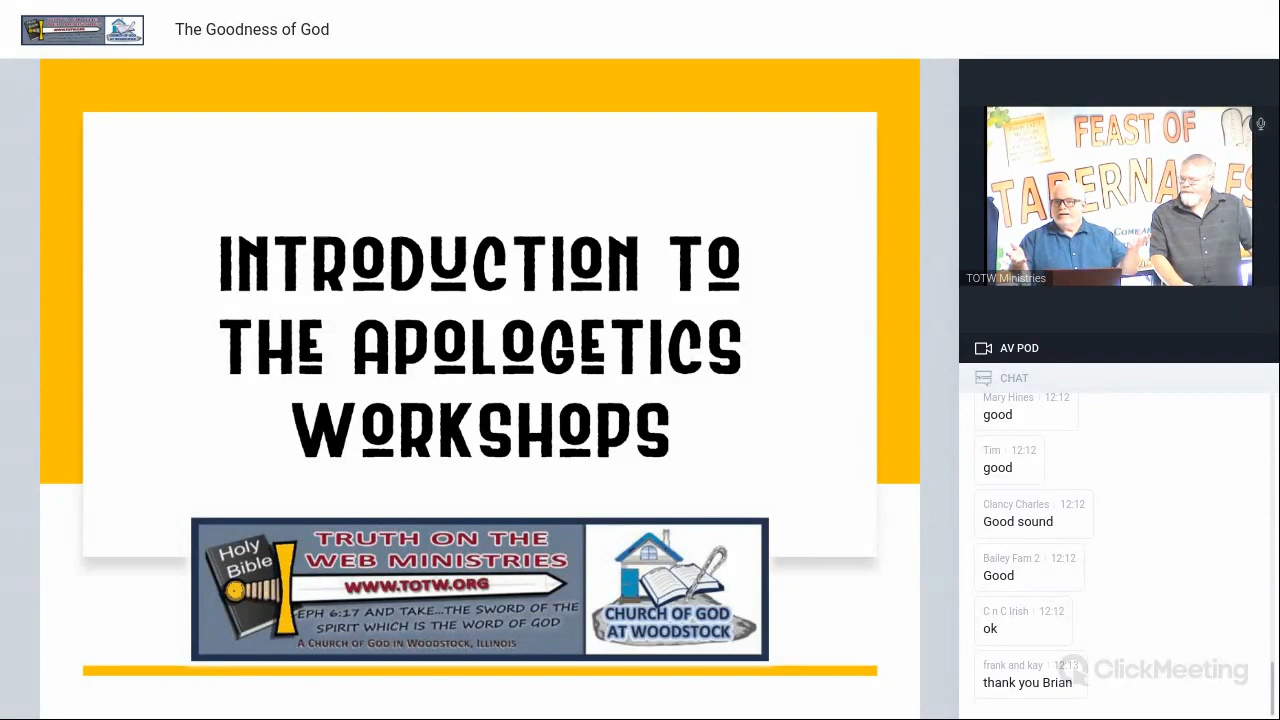 The Goodness of God
INTRODUCTION TO
THE APOLOGETICS
WORKSHOPS
Holy
Bible
TRUTH ON THE
WEB MINISTRIES
WWW.TOTW.ORG
EPH 6:17 AND TAKE...THE SWORD OF THE
SPIRIT WHICH IS THE WORD OF GOD
A CHURCH OF GOD IN WOODSTOCK, ILLINOIS
CHURCH OF GOD
AT WOODSTOCK
FEAST OF
TABERNACLES
TOTW Ministries
AV POD
CHAT
Mary Hines 12:12
good
Tim 12:12
good
Clancy Charles 12:12
Good sound
Bailey Fam 2 12:12
Good
C n C Irish 12:12
ok
frank and kay 12:13
thank you Brian
ClickMeeting